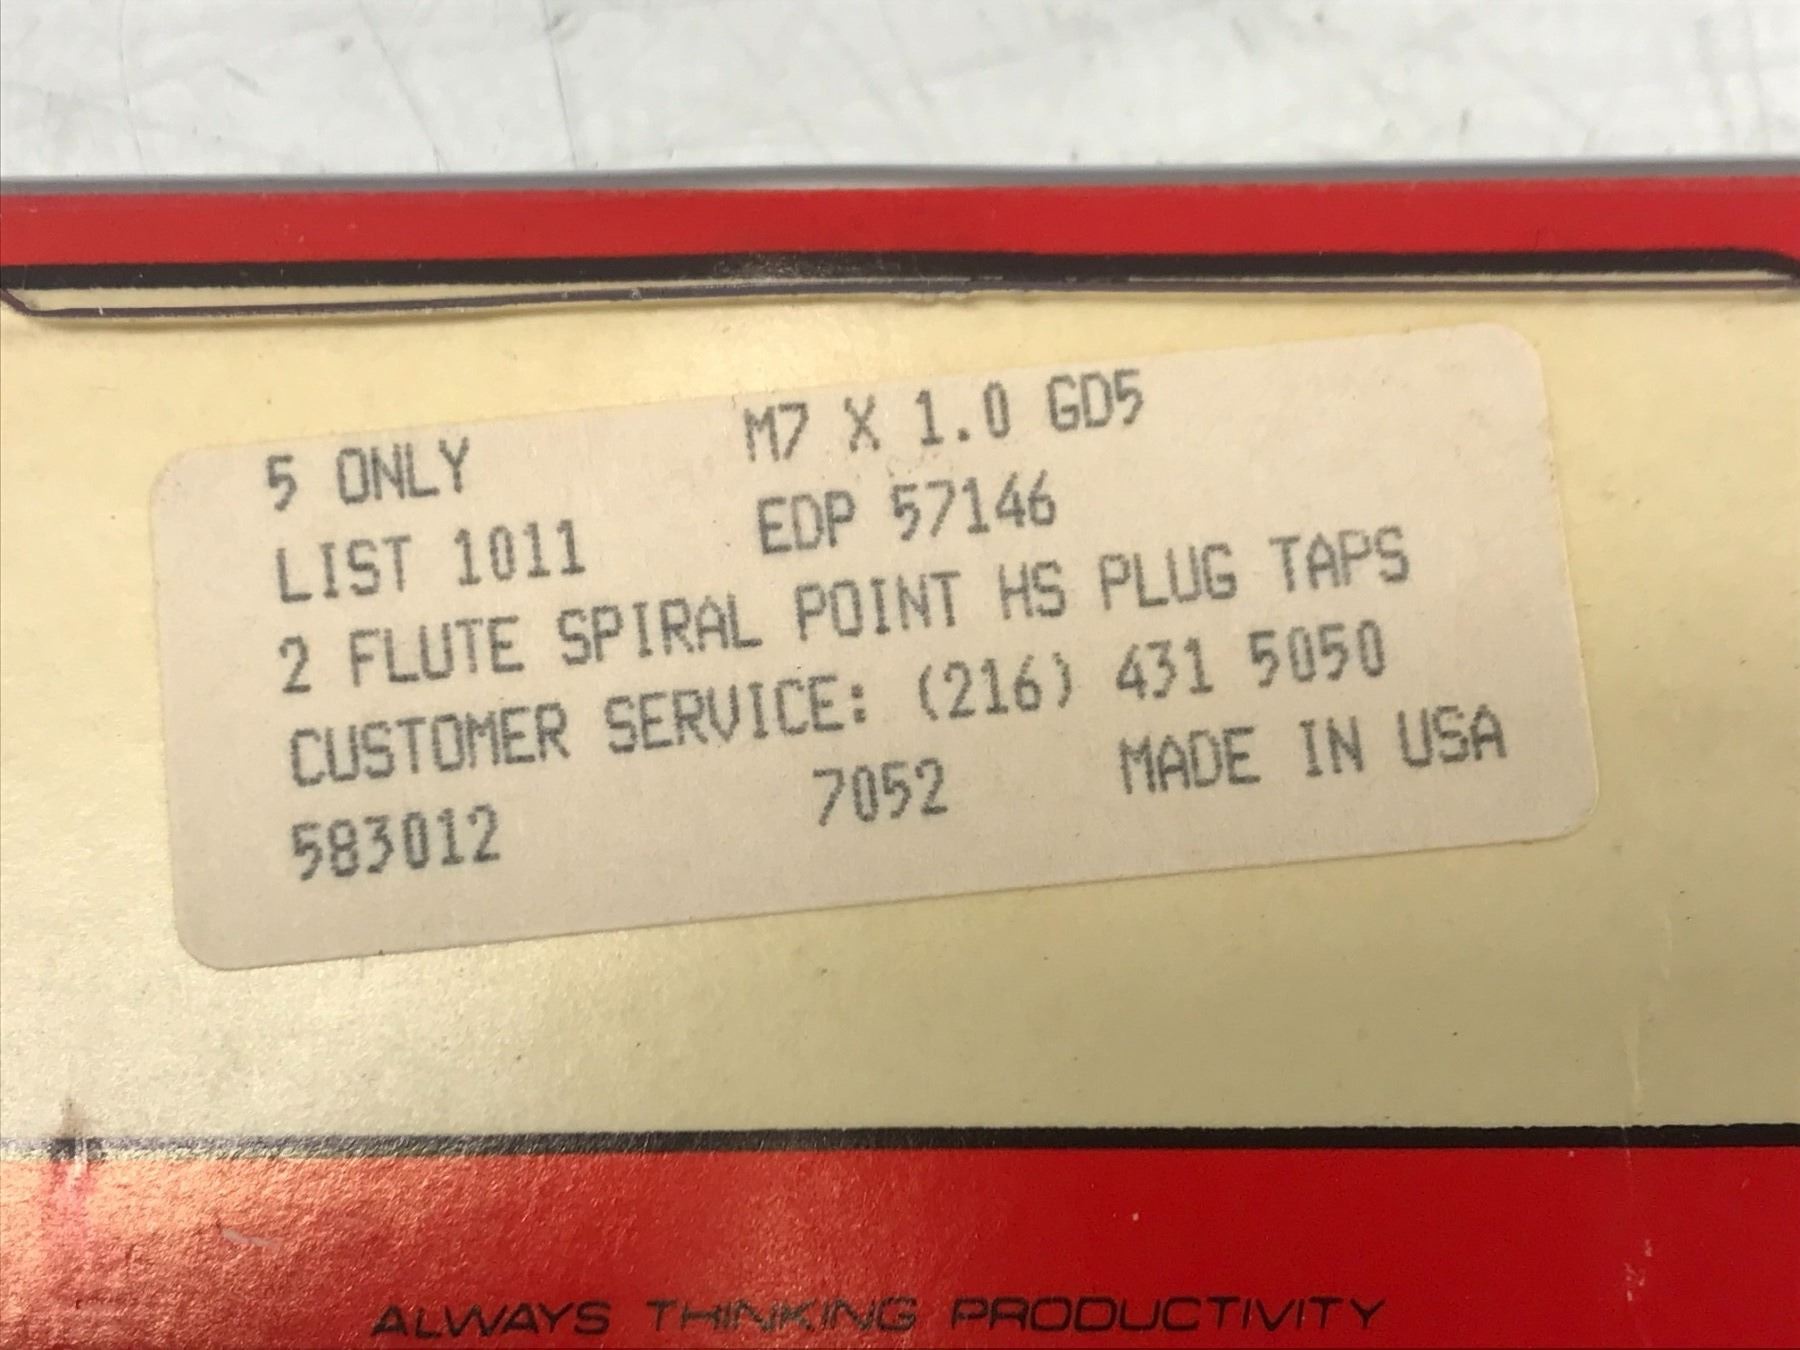 5 ONLY M7 X 1.0 GD5
LIST 1011 EDP 57146
2 FLUTE SPIRAL POINT HS PLUG TAPS
CUSTOMER SERVICE: (216) 431 5050
583012 7052 MADE IN USA
ALWAYS THINKING PRODUCTIVITY